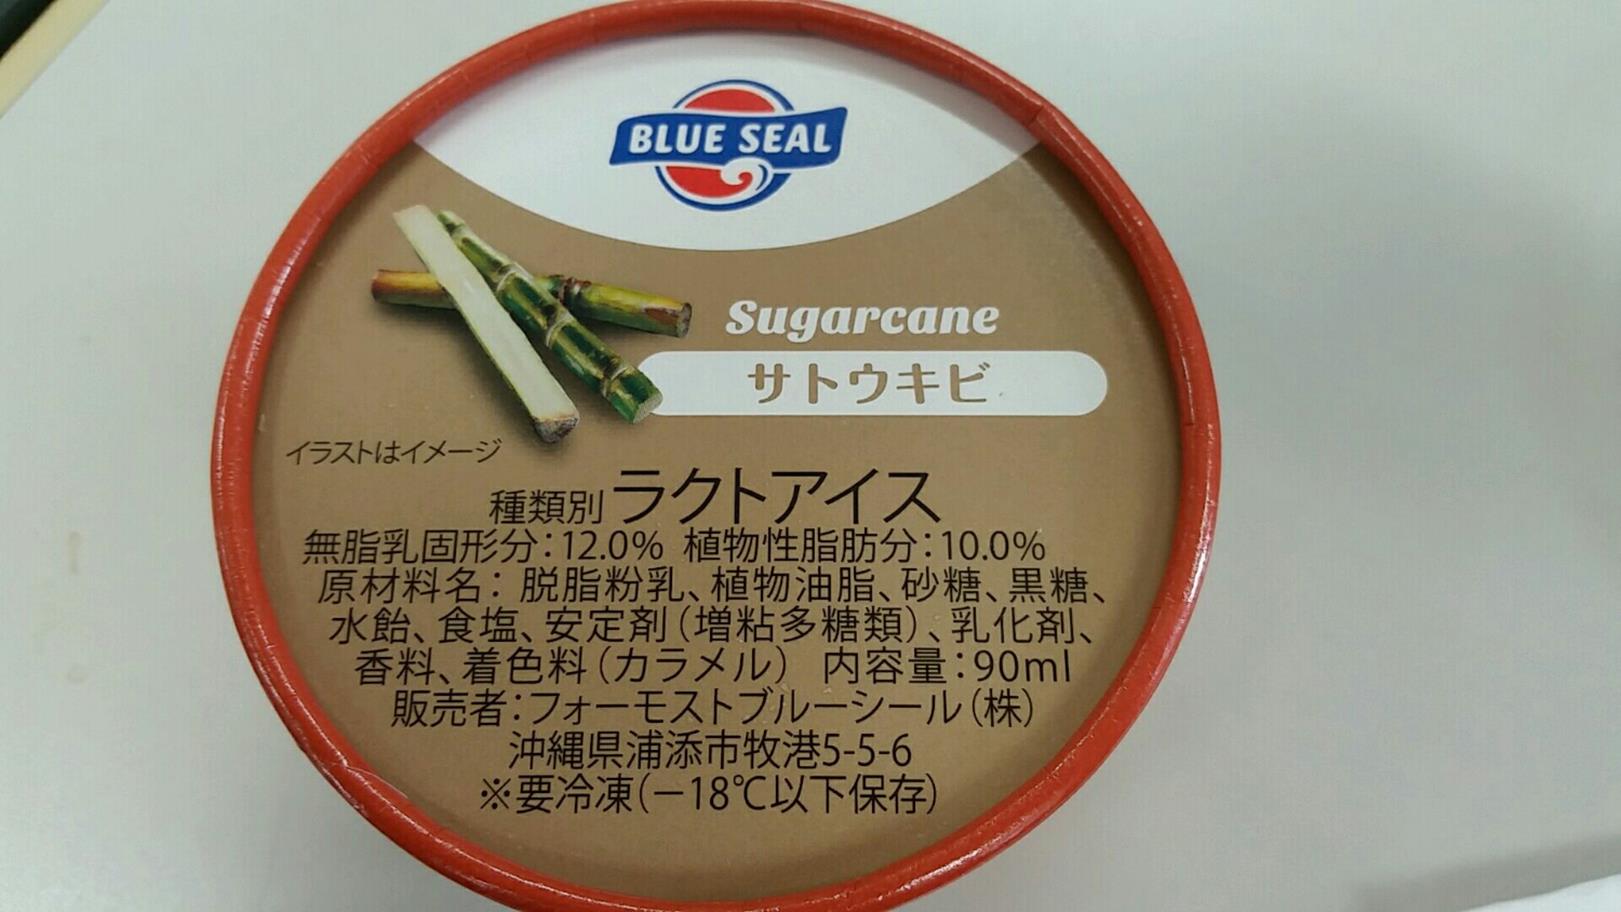 BLUE SEAL
Sugarcane
サトウキビ
イラストはイメージ
種類別 ラクトアイス
無脂乳固形分：12.0% 植物性脂肪分：10.0%
原材料名：脱脂粉乳、植物油脂、砂糖、黒糖、
水飴、食塩、安定剤（増粘多糖類）、乳化剤、
香料、着色料（カラメル） 内容量：90ml
販売者：フォーモストブルーシール（株）
沖縄県浦添市牧港5-5-6
※要冷凍（－18℃以下保存）